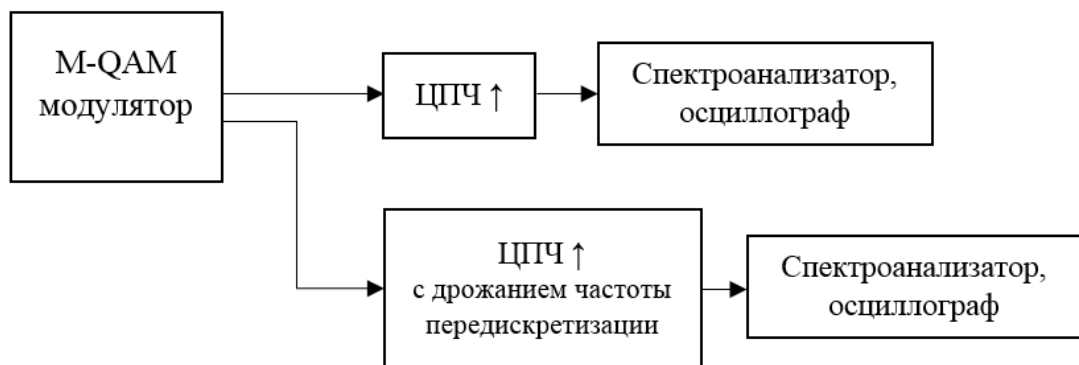 M-QAM
модулятор
ЦПЧ ↑
Спектроанализатор,
осциллограф
ЦПЧ ↑
с дрожанием частоты
передискретизации
Спектроанализатор,
осциллограф